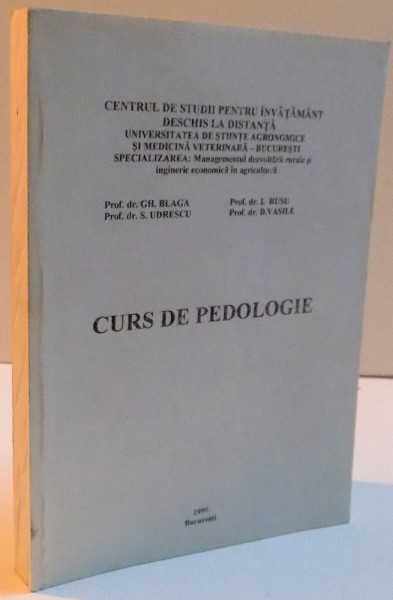 CENTRUL DE STUDII PENTRU ÎNVĂŢĂMÂNT
DESCHIS LA DISTANŢĂ
UNIVERSITATEA DE ŞTIINŢE AGRONOMICE
ŞI MEDICINĂ VETERINARĂ - BUCUREŞTI
SPECIALIZAREA: Managementul dezvoltării rurale şi
inginerie economică în agricultură
Prof. dr. GH. BLAGA Prof. dr. I. RUSU
Prof. dr. S. UDRESCU Prof. dr. D.VASILE
CURS DE PEDOLOGIE
1999
Bucureşti